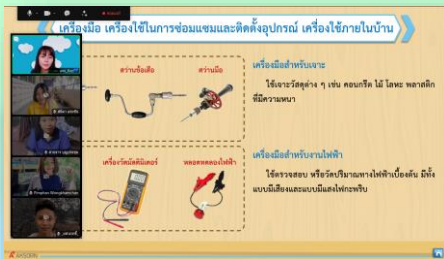 เครื่องมือ เครื่องใช้ในการซ่อมแซมและติดตั้งอุปกรณ์ เครื่องใช้ภายในบ้าน
สว่านข้อเสือ
สว่านมือ
เครื่องมือสำหรับเจาะ
ใช้เจาะวัสดุต่าง ๆ เช่น คอนกรีต ไม้ โลหะ พลาสติก
ที่มีความหนา
เครื่องวัดมัลติมิเตอร์
หลอดทดลองไฟฟ้า
เครื่องมือสำหรับงานไฟฟ้า
ใช้ตรวจสอบ หรือวัดปริมาณทางไฟฟ้าเบื้องต้น มีทั้ง
แบบมีเสียงและแบบมีแสงไฟกะพริบ